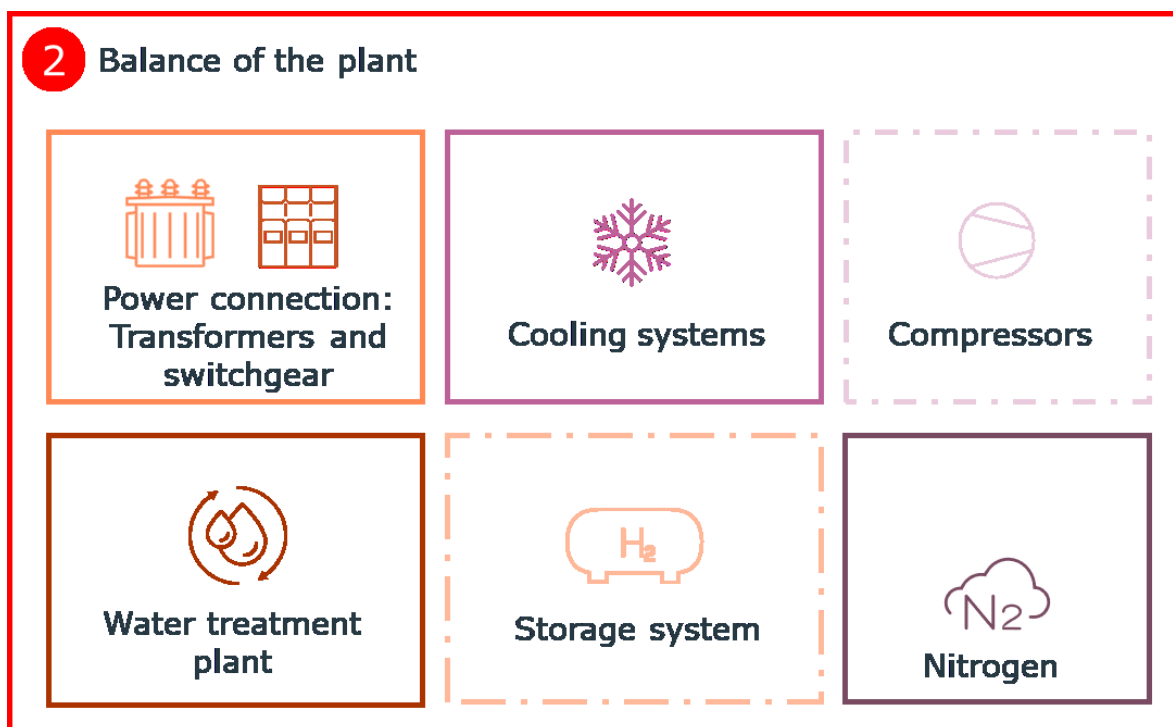 2 Balance of the plant
Power connection:
Transformers and
switchgear
Cooling systems
Compressors
Water treatment
plant
H2
Storage system
N2
Nitrogen